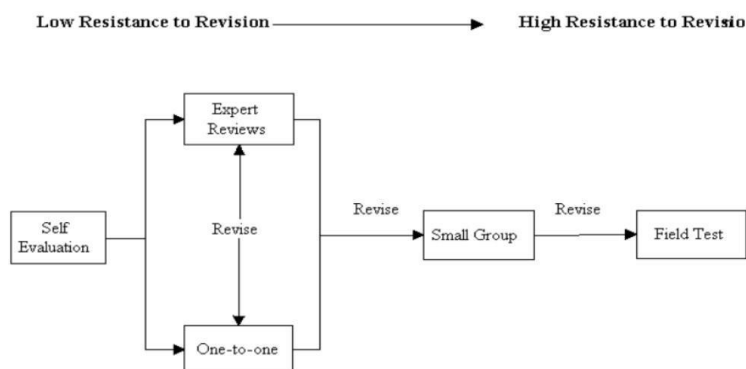 Low Resistance to Revision
High Resistance to Revisio
Expert
Reviews
Self
Evaluation
Revise
Revise
Small Group
Revise
Field Test
One-to-one